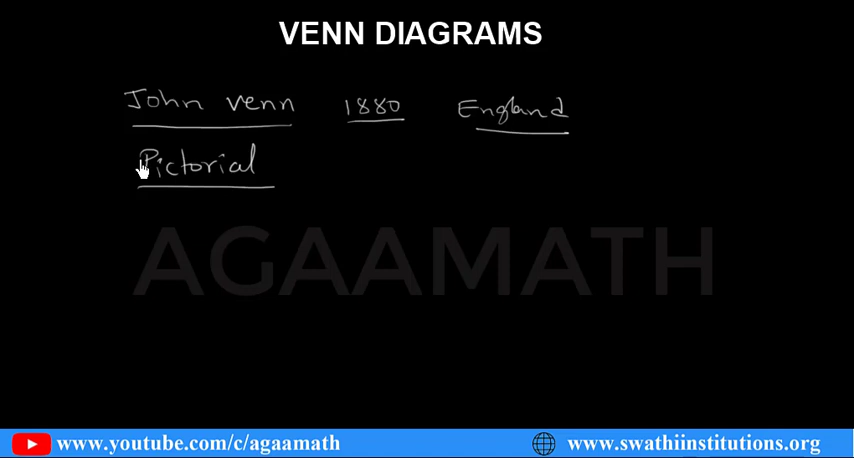 VENN DIAGRAMS
John venn 1880 England
Pictorial
AGAAMATH
www.youtube.com/c/agaamath www.swathiinstitutions.org